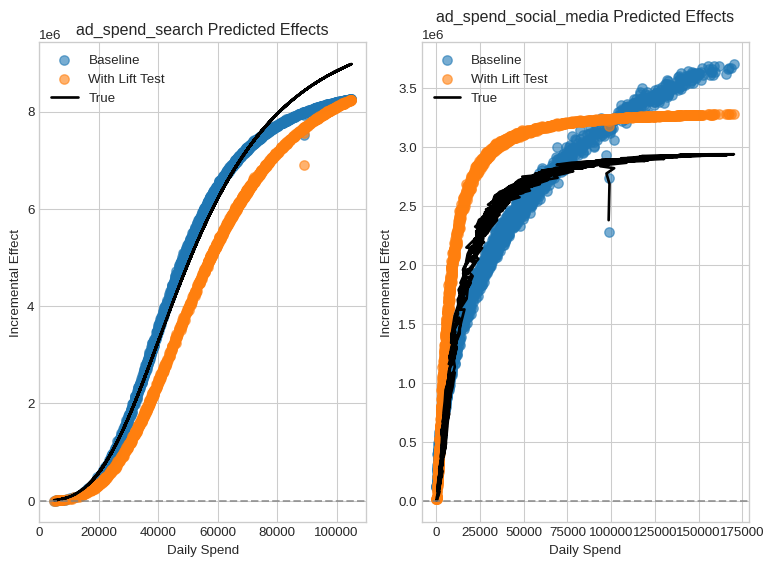 ad_spend_search Predicted Effects
1e6
Baseline
With Lift Test
True
8
6
4
2
0
Incremental Effect
0 20000 40000 60000 80000 100000
Daily Spend
ad_spend_social_media Predicted Effects
1e6
Baseline
With Lift Test
True
3.5
3.0
2.5
2.0
1.5
1.0
0.5
0.0
Incremental Effect
0 25000 50000 75000 100000 125000 150000 175000
Daily Spend